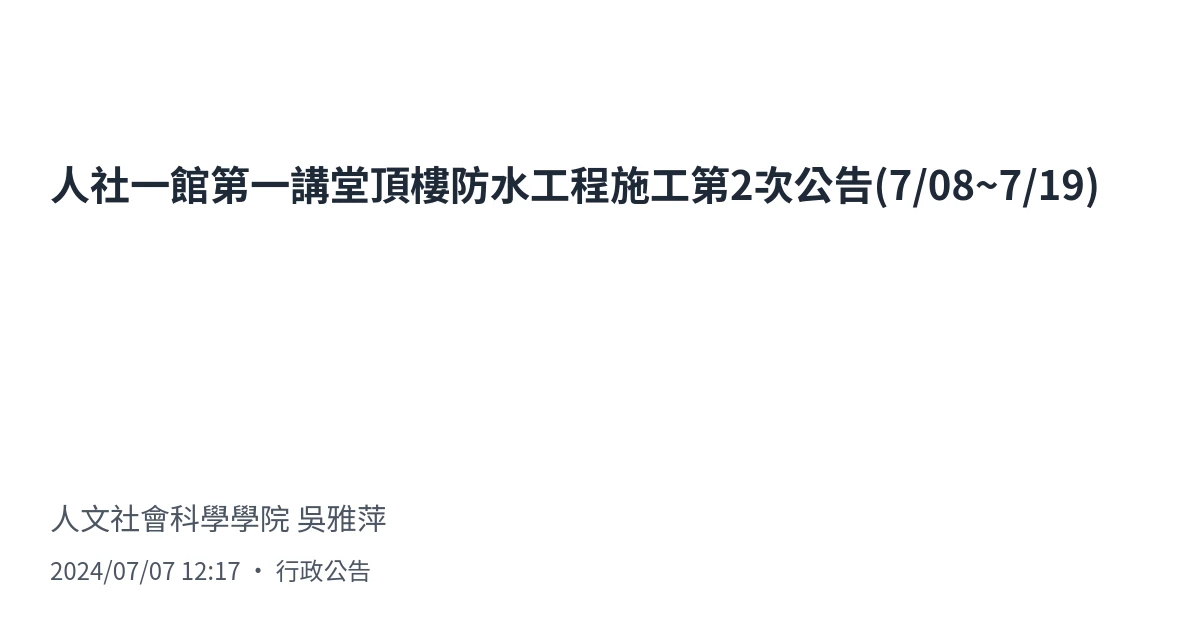 人社一館第一講堂頂樓防水工程施工第2次公告(7/08~7/19)
人文社會科學學院 吳雅萍
2024/07/07 12:17 • 行政公告